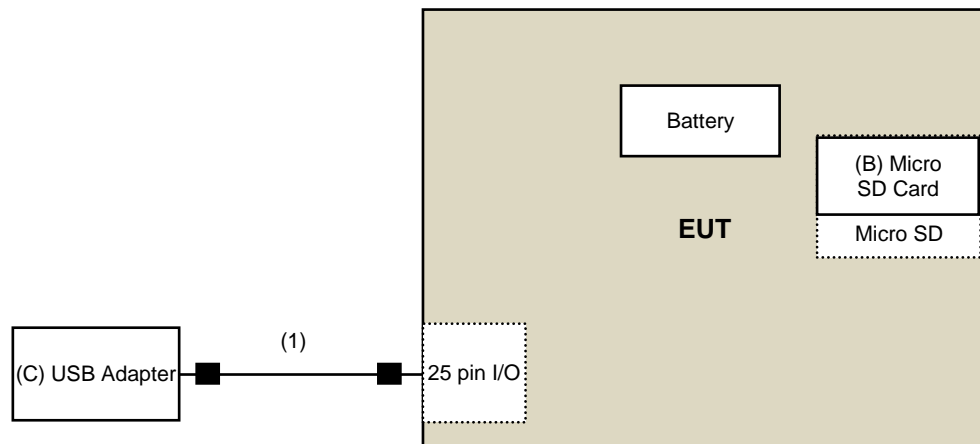 Battery
(B) Micro
SD Card
EUT
Micro SD
(1)
(C) USB Adapter
25 pin I/O